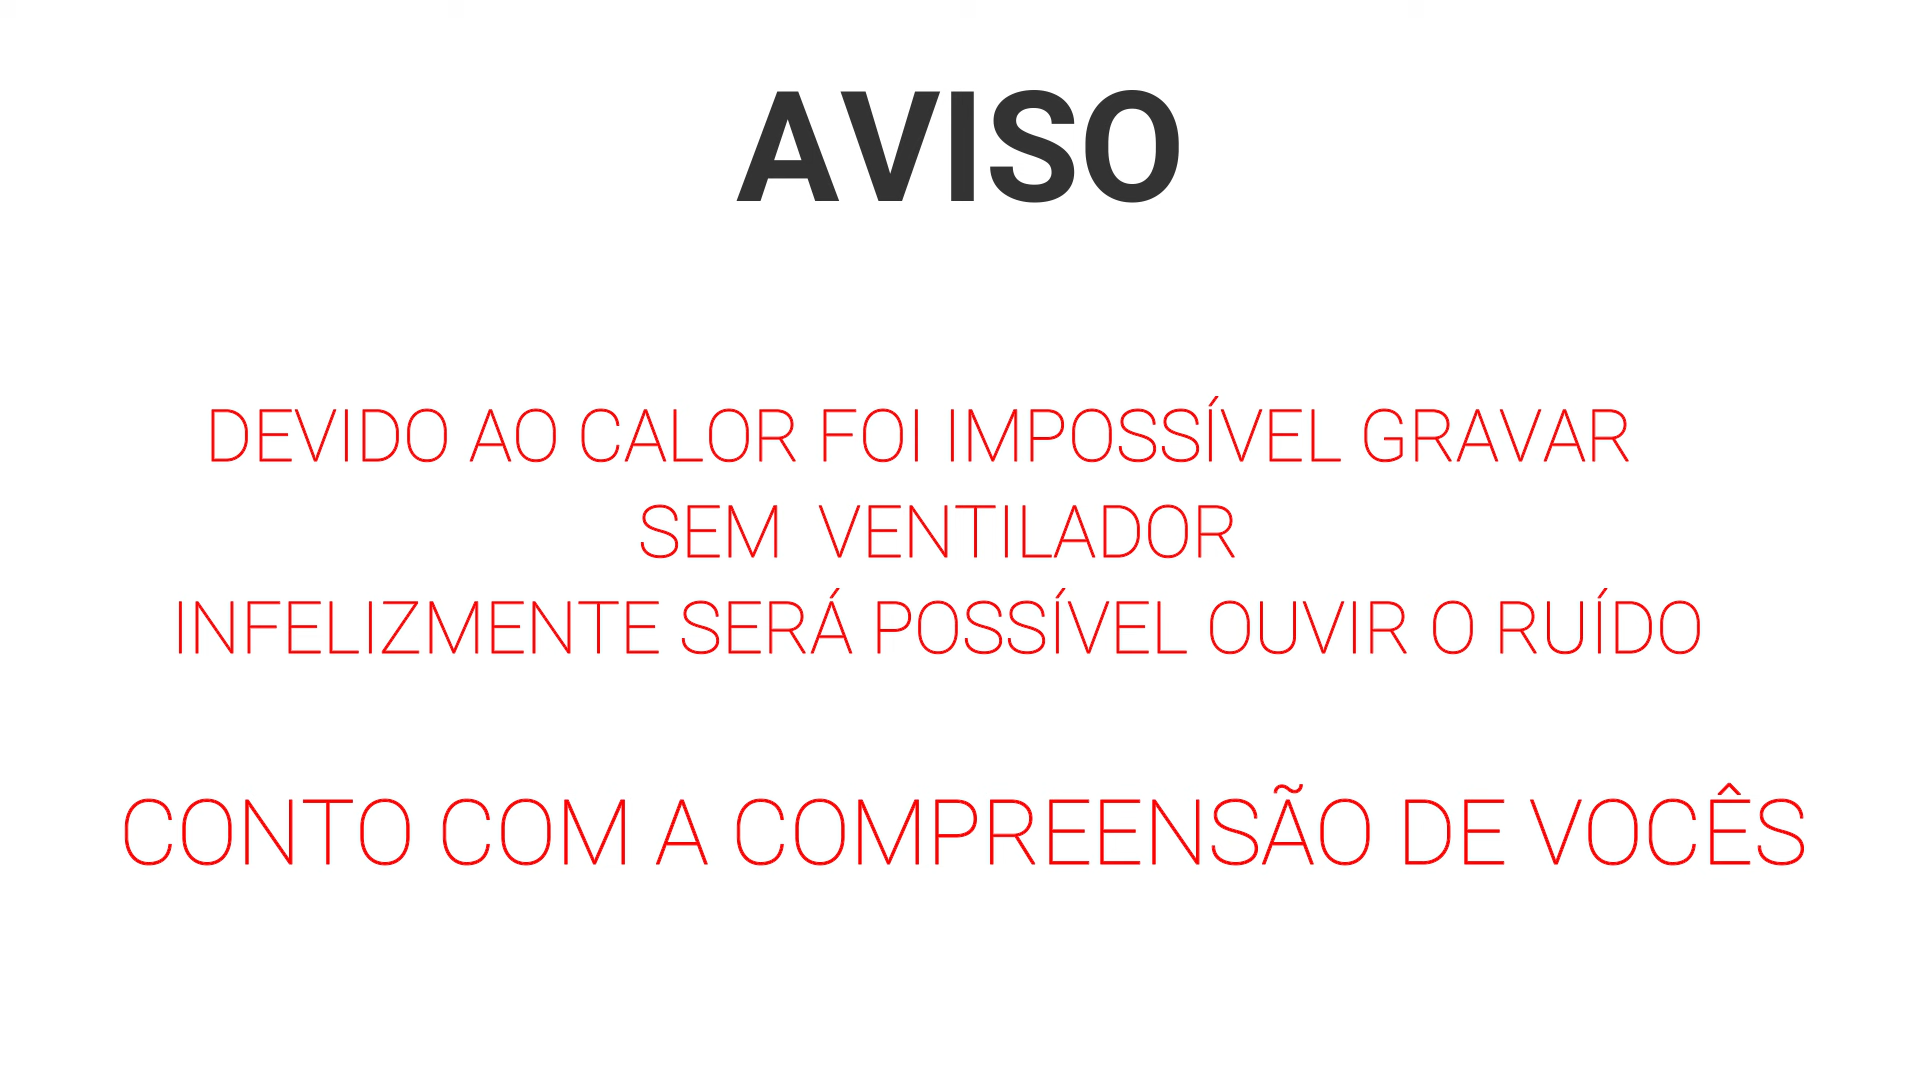 AVISO
DEVIDO AO CALOR FOI IMPOSSÍVEL GRAVAR
SEM VENTILADOR
INFELIZMENTE SERÁ POSSÍVEL OUVIR O RUÍDO
CONTO COM A COMPREENSÃO DE VOCÊS